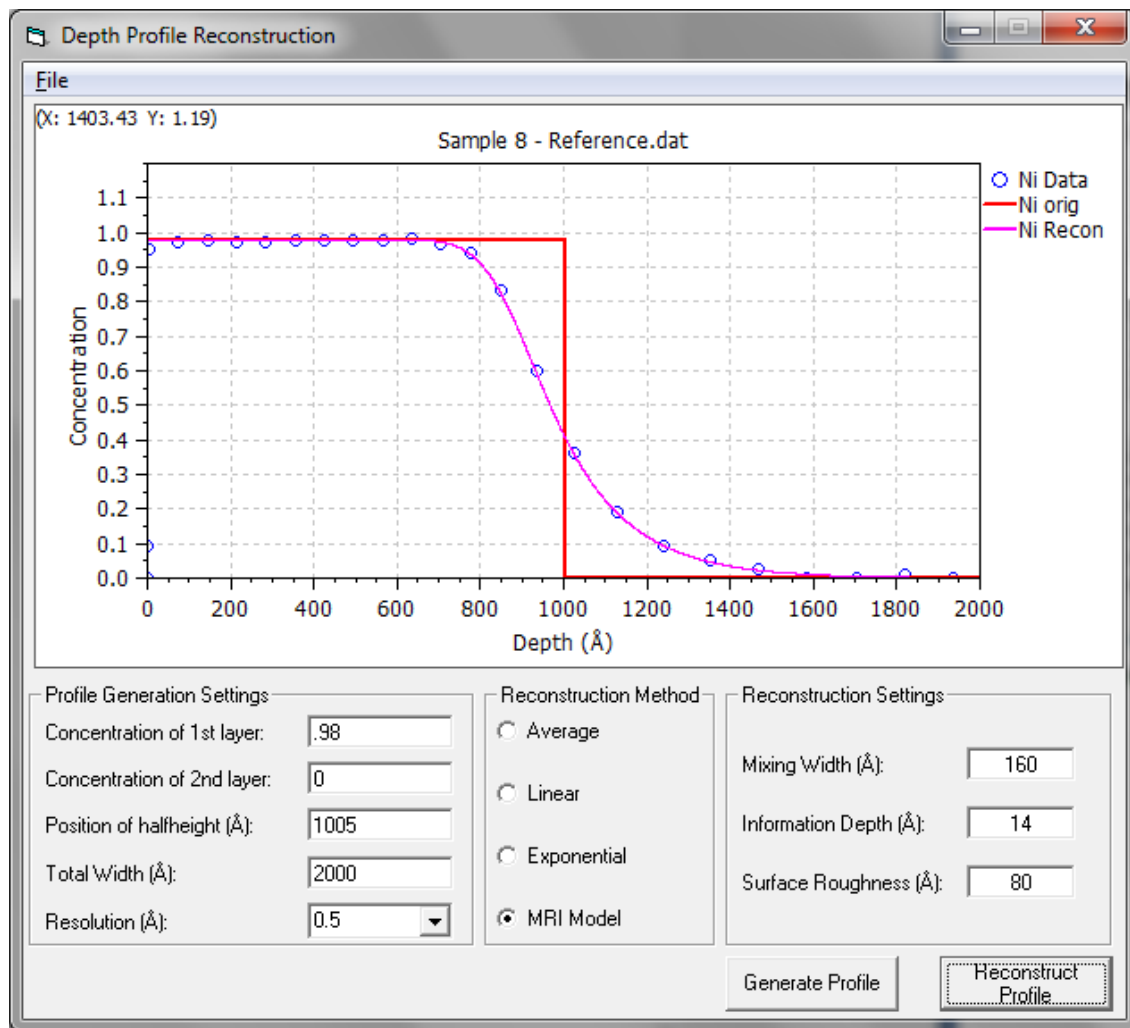 Depth Profile Reconstruction
File
(X: 1403.43 Y: 1.19)
Sample 8 - Reference.dat
Ni Data
Ni orig
Ni Recon
Concentration
1.1
1.0
0.9
0.8
0.7
0.6
0.5
0.4
0.3
0.2
0.1
0.0
0 200 400 600 800 1000 1200 1400 1600 1800 2000
Depth (Å)
Profile Generation Settings
Concentration of 1st layer: .98
Concentration of 2nd layer: 0
Position of halfheight (Å): 1005
Total Width (Å): 2000
Resolution (Å): 0.5
Reconstruction Method
Average
Linear
Exponential
MRI Model
Reconstruction Settings
Mixing Width (Å): 160
Information Depth (Å): 14
Surface Roughness (Å): 80
Generate Profile
Reconstruct
Profile